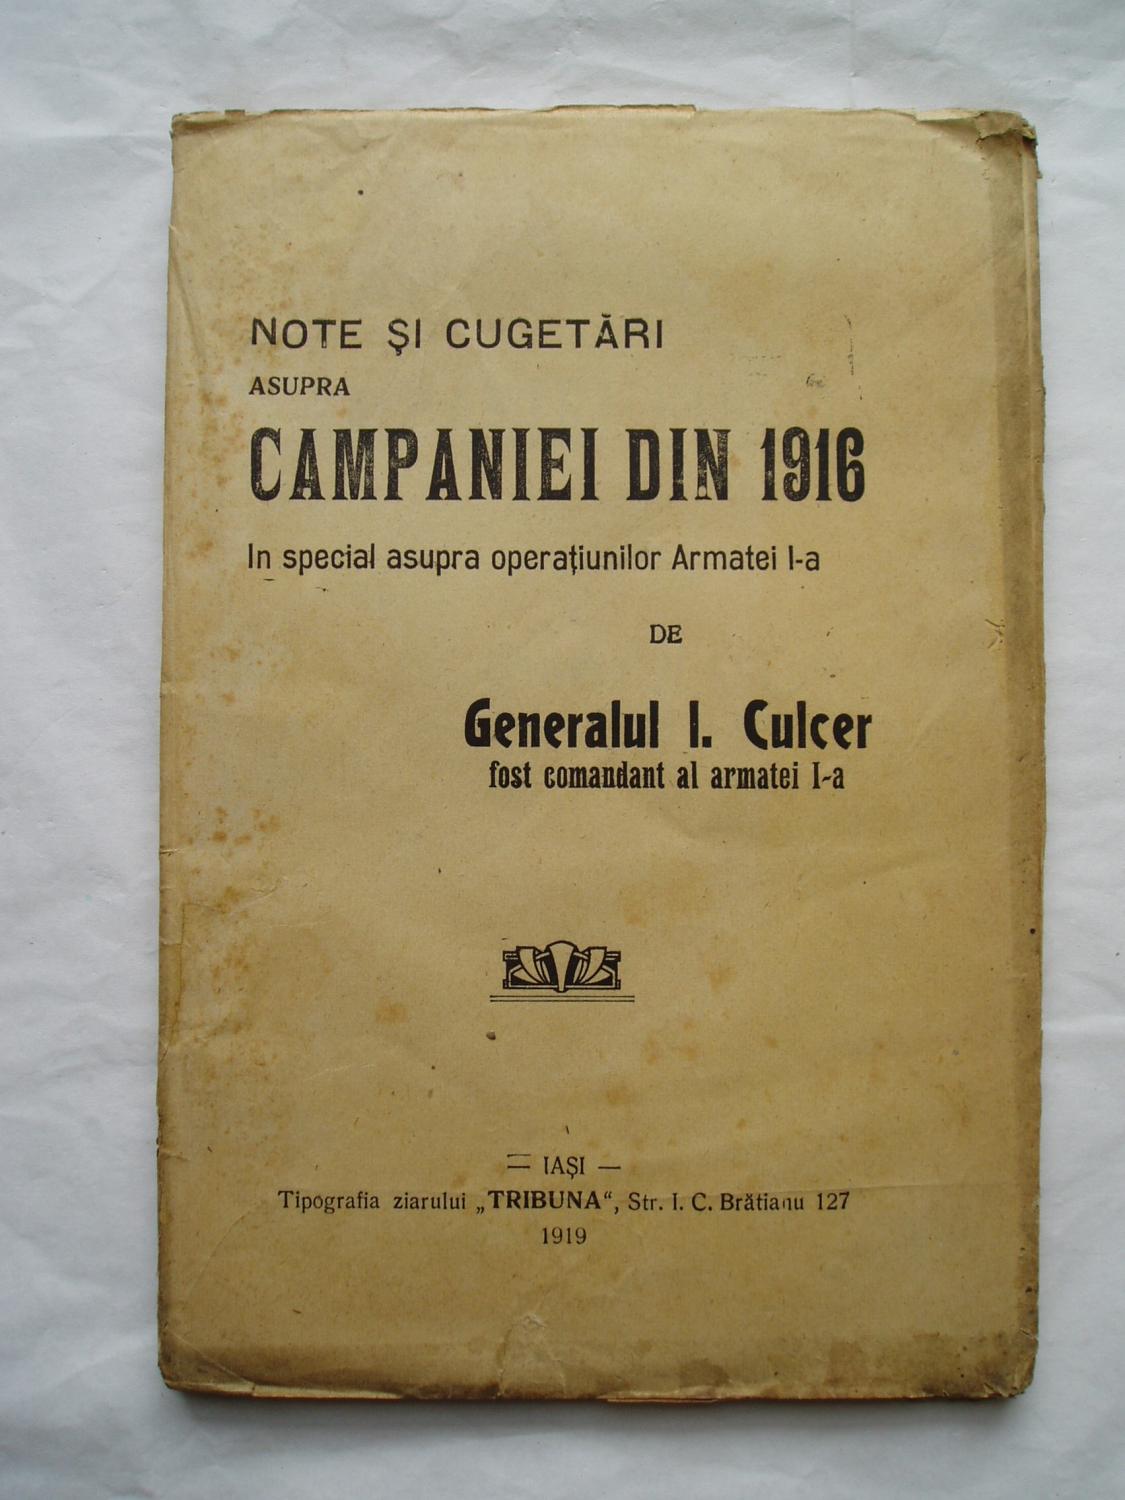 NOTE ŞI CUGETĂRI
ASUPRA
CAMPANIEI DIN 1916
In special asupra operaţiunilor Armatei I-a
DE
Generalul I. Culcer
fost comandant al armatei I-a
— IAŞI —
Tipografia ziarului „TRIBUNA“, Str. I. C. Brătianu 127
1919